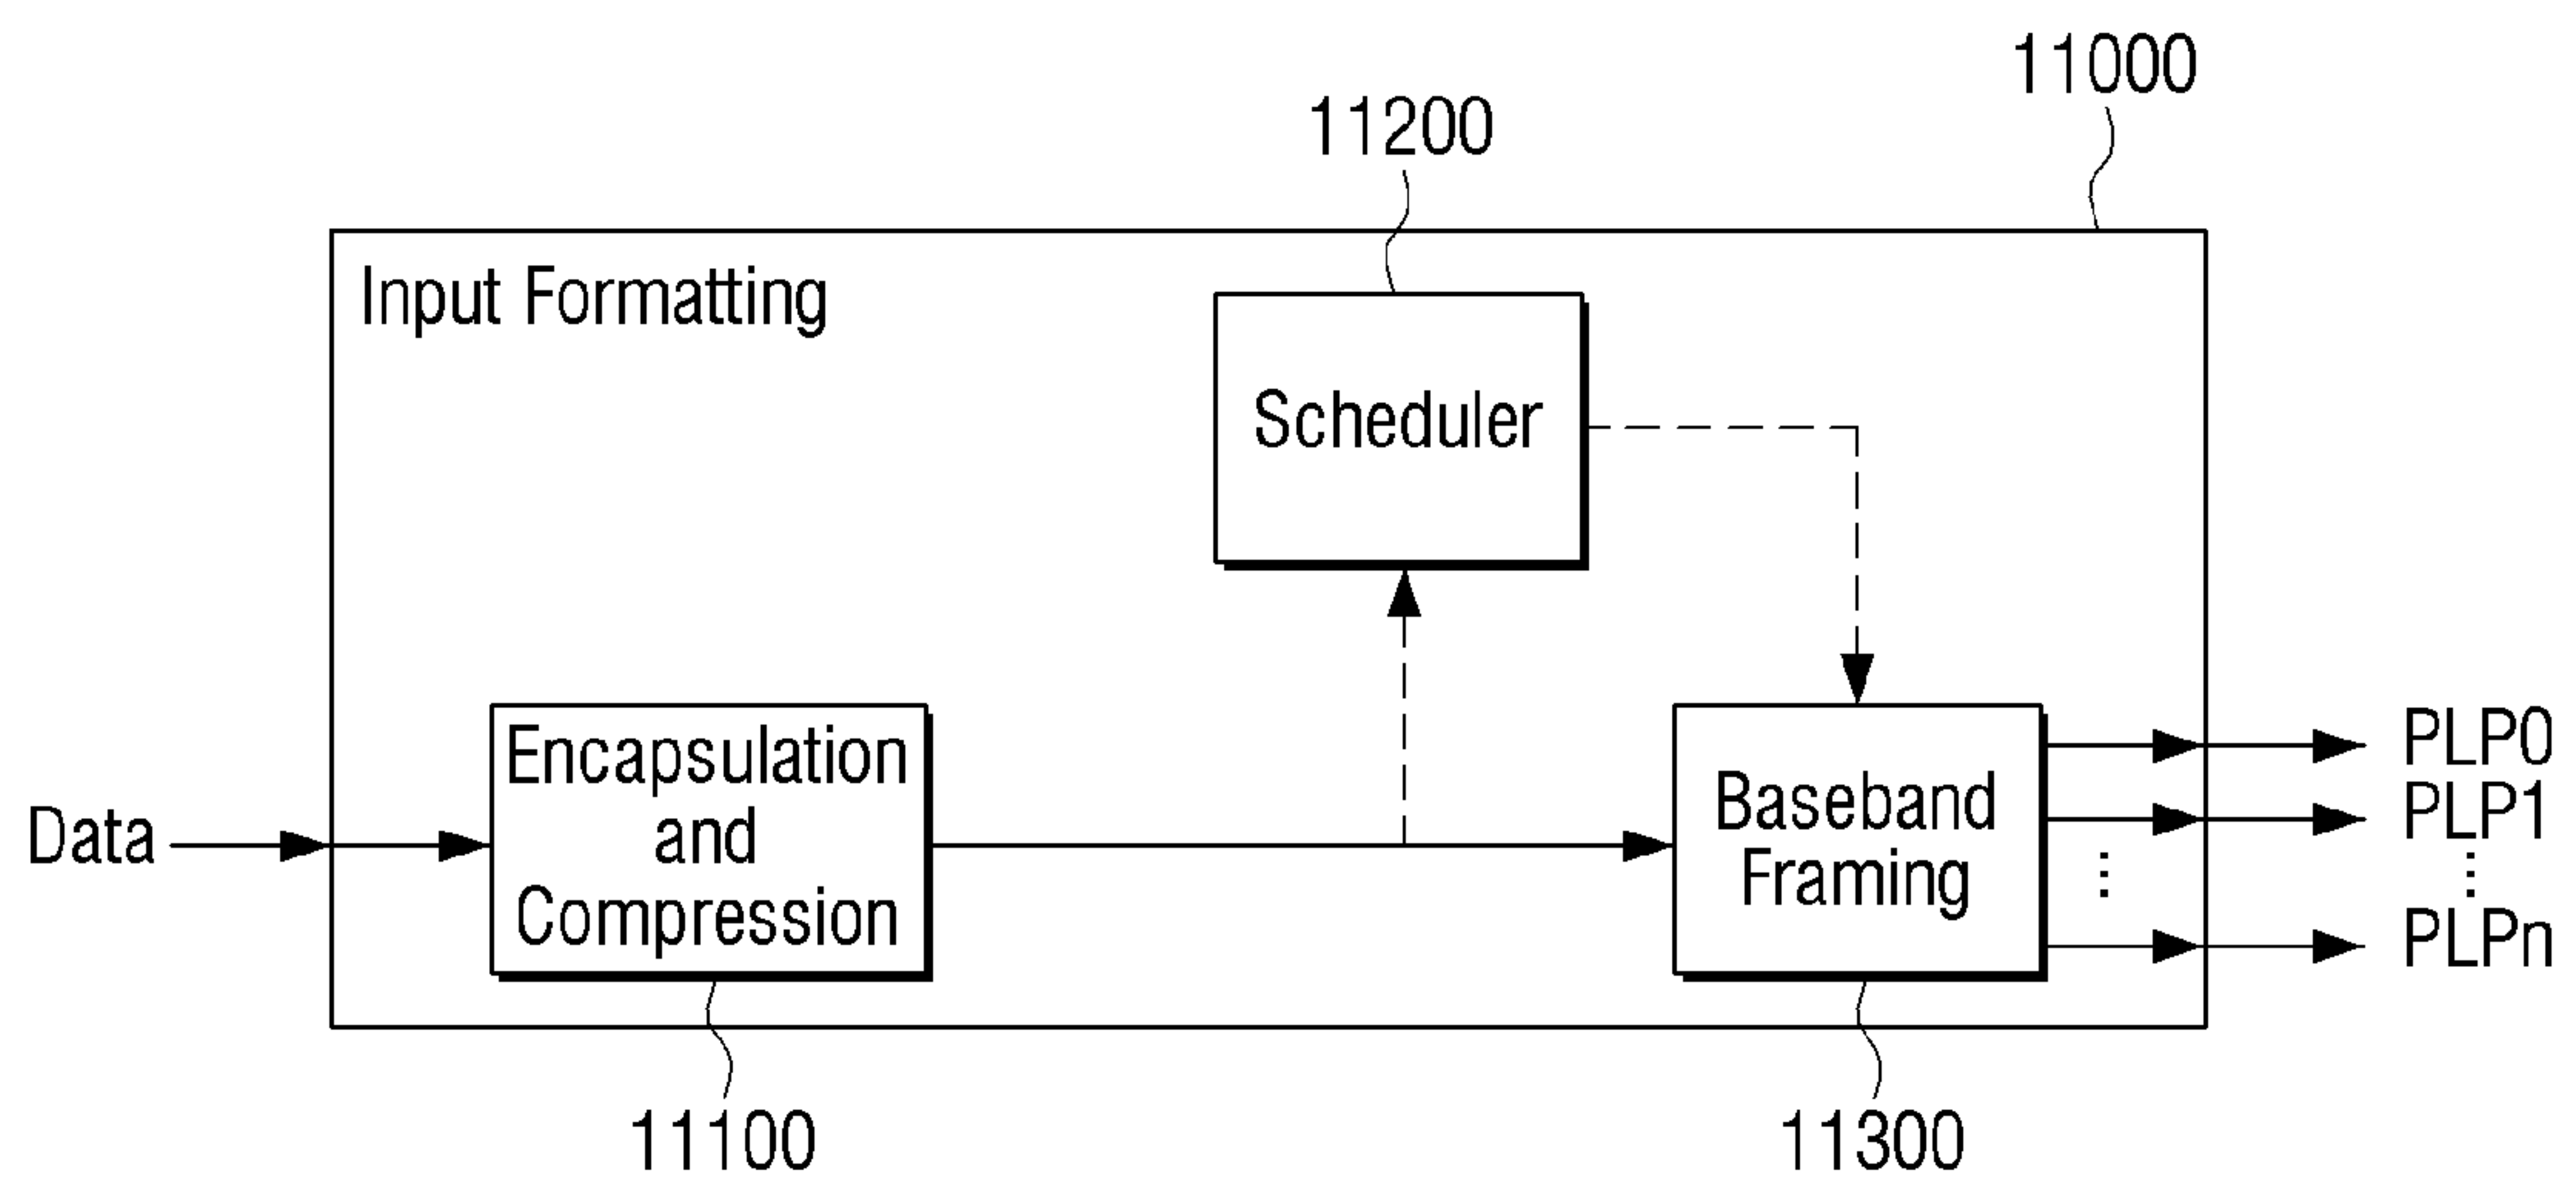 11000
11200
Input Formatting
Scheduler
Encapsulation
and
Compression
Data
Baseband
Framing
PLP0
PLP1
⋮
PLPn
11100
11300